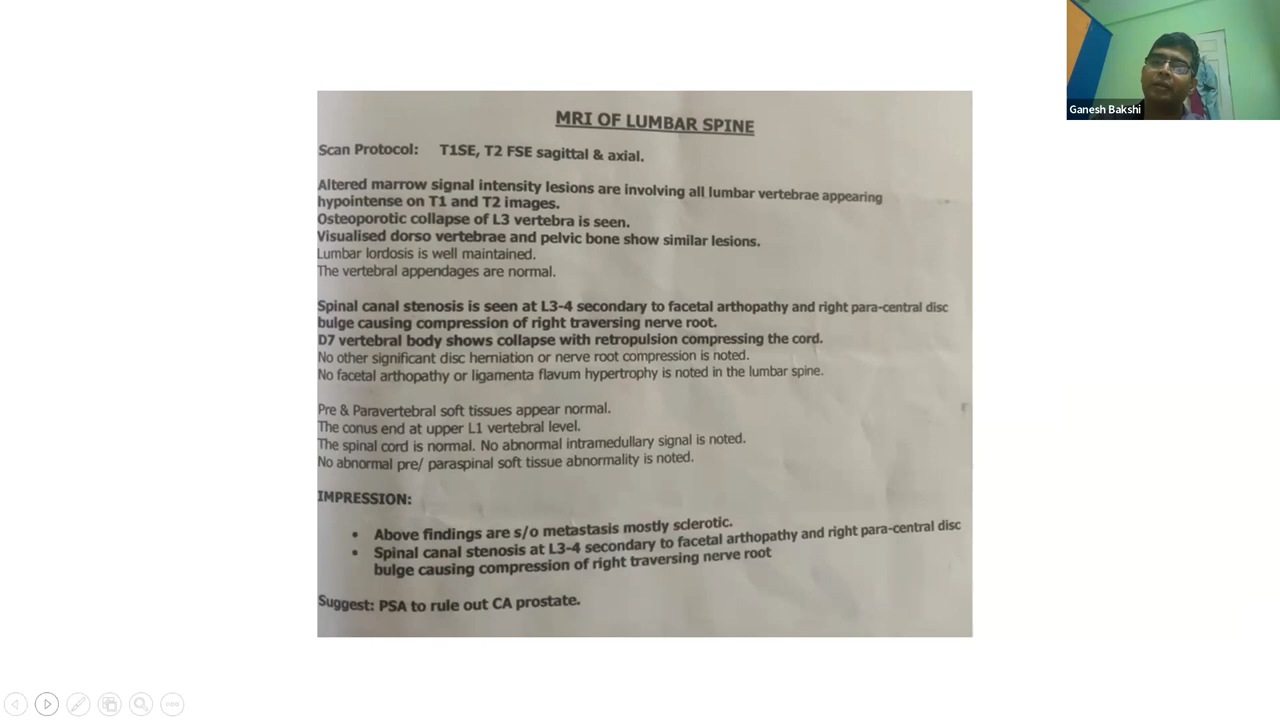 MRI OF LUMBAR SPINE
Scan Protocol: T1SE, T2 FSE sagittal & axial.
Altered marrow signal intensity lesions are involving all lumbar vertebrae appearing
hypointense on T1 and T2 images.
Osteoporotic collapse of L3 vertebra is seen.
Visualised dorso vertebrae and pelvic bone show similar lesions.
Lumbar lordosis is well maintained.
The vertebral appendages are normal.
Spinal canal stenosis is seen at L3-4 secondary to facetal arthopathy and right para-central disc
bulge causing compression of right traversing nerve root.
D7 vertebral body shows collapse with retropulsion compressing the cord.
No other significant disc herniation or nerve root compression is noted.
No facetal arthopathy or ligamenta flavum hypertrophy is noted in the lumbar spine.
Pre & Paravertebral soft tissues appear normal.
The conus end at upper L1 vertebral level.
The spinal cord is normal. No abnormal intramedullary signal is noted.
No abnormal pre/ paraspinal soft tissue abnormality is noted.
IMPRESSION:
• Above findings are s/o metastasis mostly sclerotic.
• Spinal canal stenosis at L3-4 secondary to facetal arthopathy and right para-central disc
bulge causing compression of right traversing nerve root
Suggest: PSA to rule out CA prostate.
Ganesh Bakshi